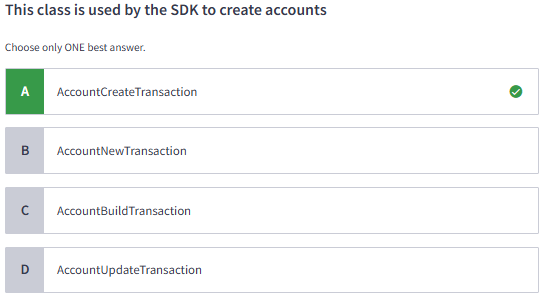 This class is used by the SDK to create accounts
Choose only ONE best answer.
A AccountCreateTransaction
B AccountNewTransaction
C AccountBuildTransaction
D AccountUpdateTransaction